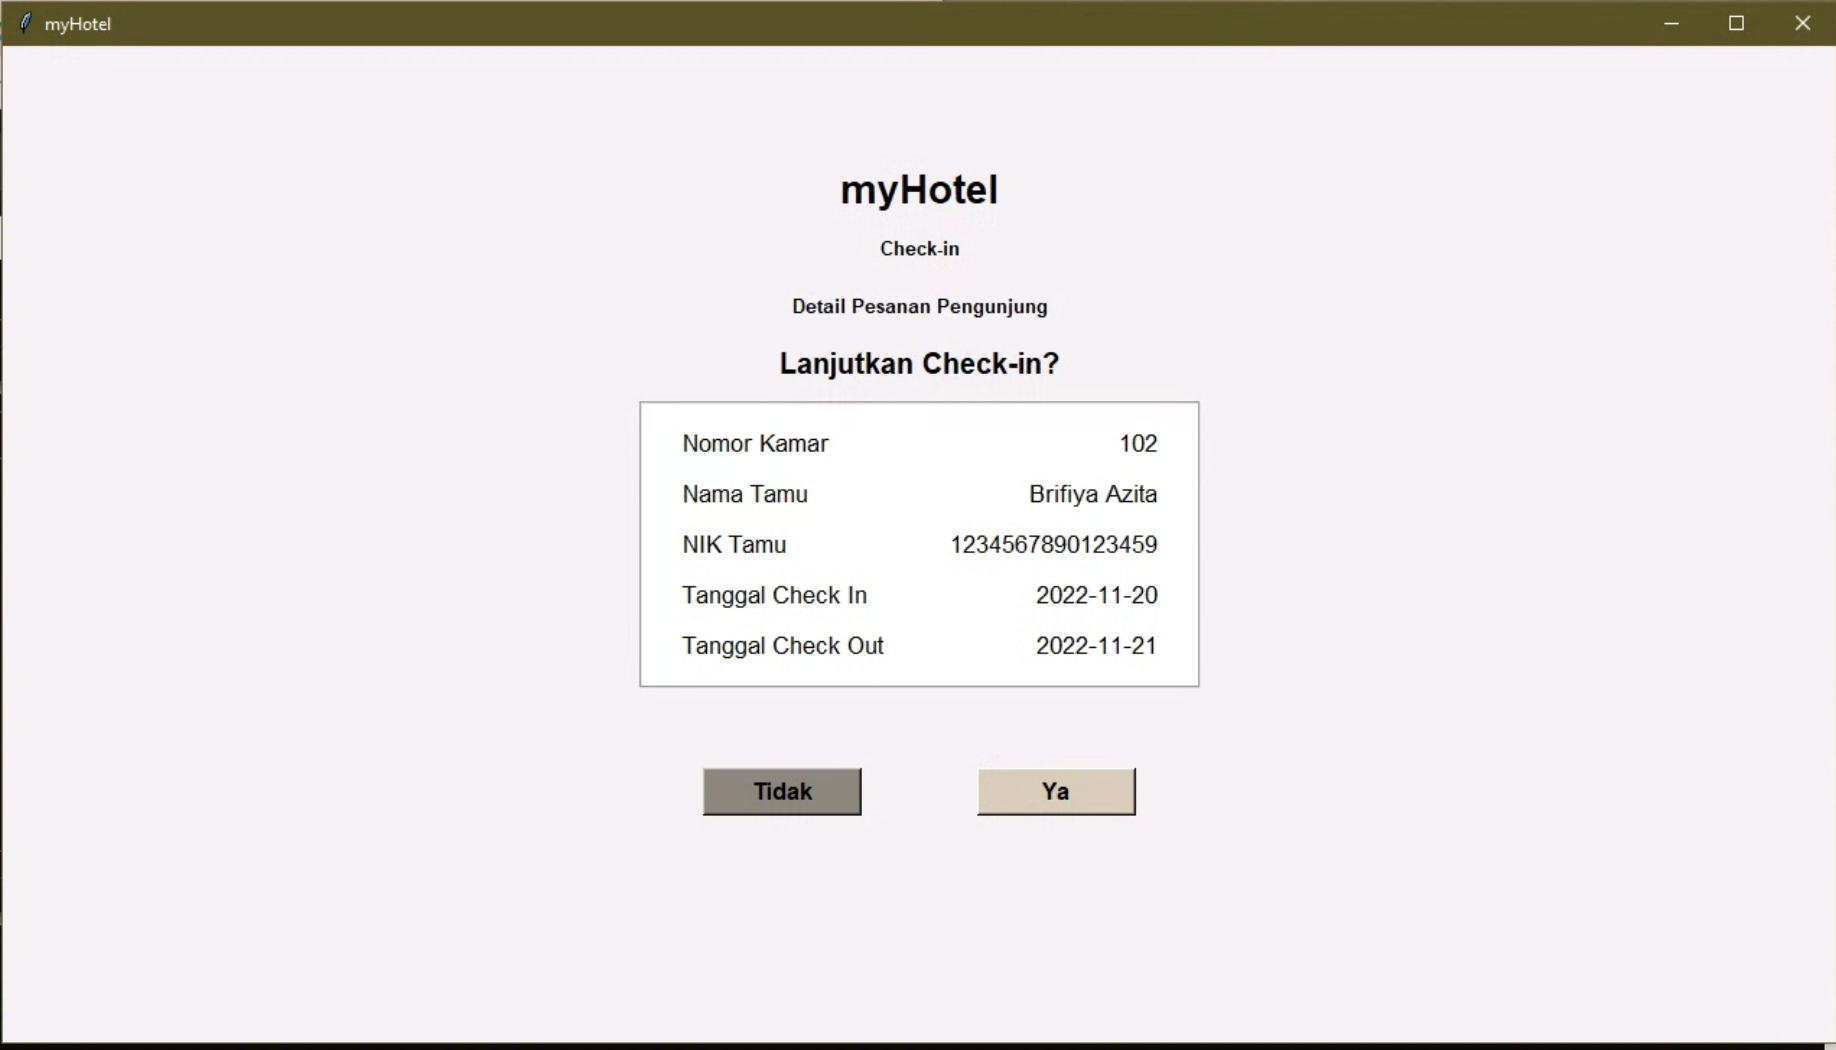 myHotel
myHotel
Check-in
Detail Pesanan Pengunjung
Lanjutkan Check-in?
Nomor Kamar 102
Nama Tamu Brifiya Azita
NIK Tamu 1234567890123459
Tanggal Check In 2022-11-20
Tanggal Check Out 2022-11-21
Tidak Ya